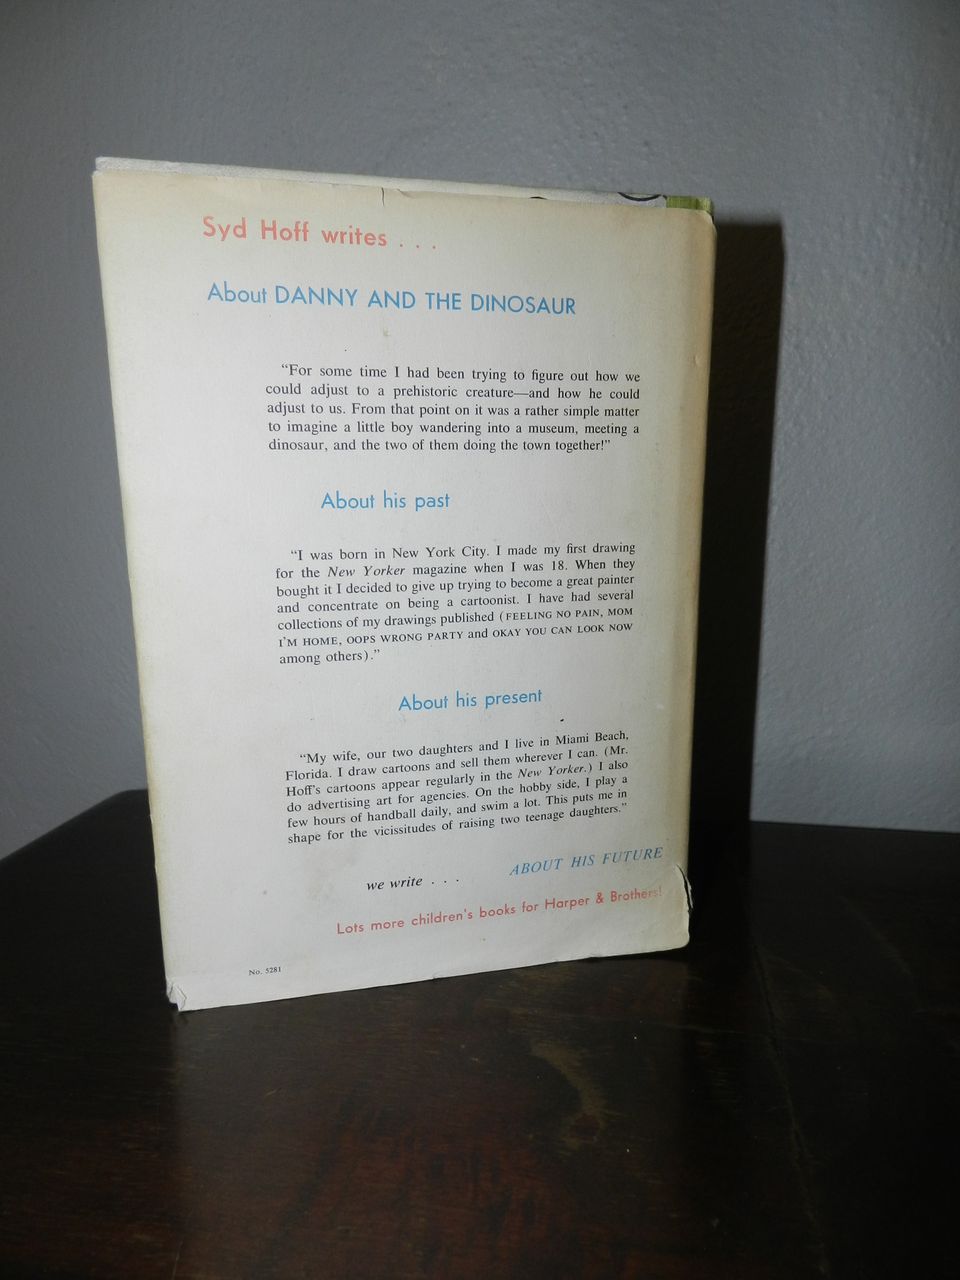 Syd Hoff writes . . .
About DANNY AND THE DINOSAUR
“For some time I had been trying to figure out how we
could adjust to a prehistoric creature—and how he could
adjust to us. From that point on it was a rather simple matter
to imagine a little boy wandering into a museum, meeting a
dinosaur, and the two of them doing the town together!”
About his past
“I was born in New York City. I made my first drawing
for the New Yorker magazine when I was 18. When they
bought it I decided to give up trying to become a great painter
and concentrate on being a cartoonist. I have had several
collections of my drawings published (FEELING NO PAIN, MOM
I'M HOME, OOPS WRONG PARTY and OKAY YOU CAN LOOK NOW
among others).”
About his present
“My wife, our two daughters and I live in Miami Beach,
Florida. I draw cartoons and sell them wherever I can. (Mr.
Hoff's cartoons appear regularly in the New Yorker.) I also
do advertising art for agencies. On the hobby side, I play a
few hours of handball daily, and swim a lot. This puts me in
shape for the vicissitudes of raising two teenage daughters.”
we write . . . ABOUT HIS FUTURE
Lots more children's books for Harper & Brothers!
No. 5281